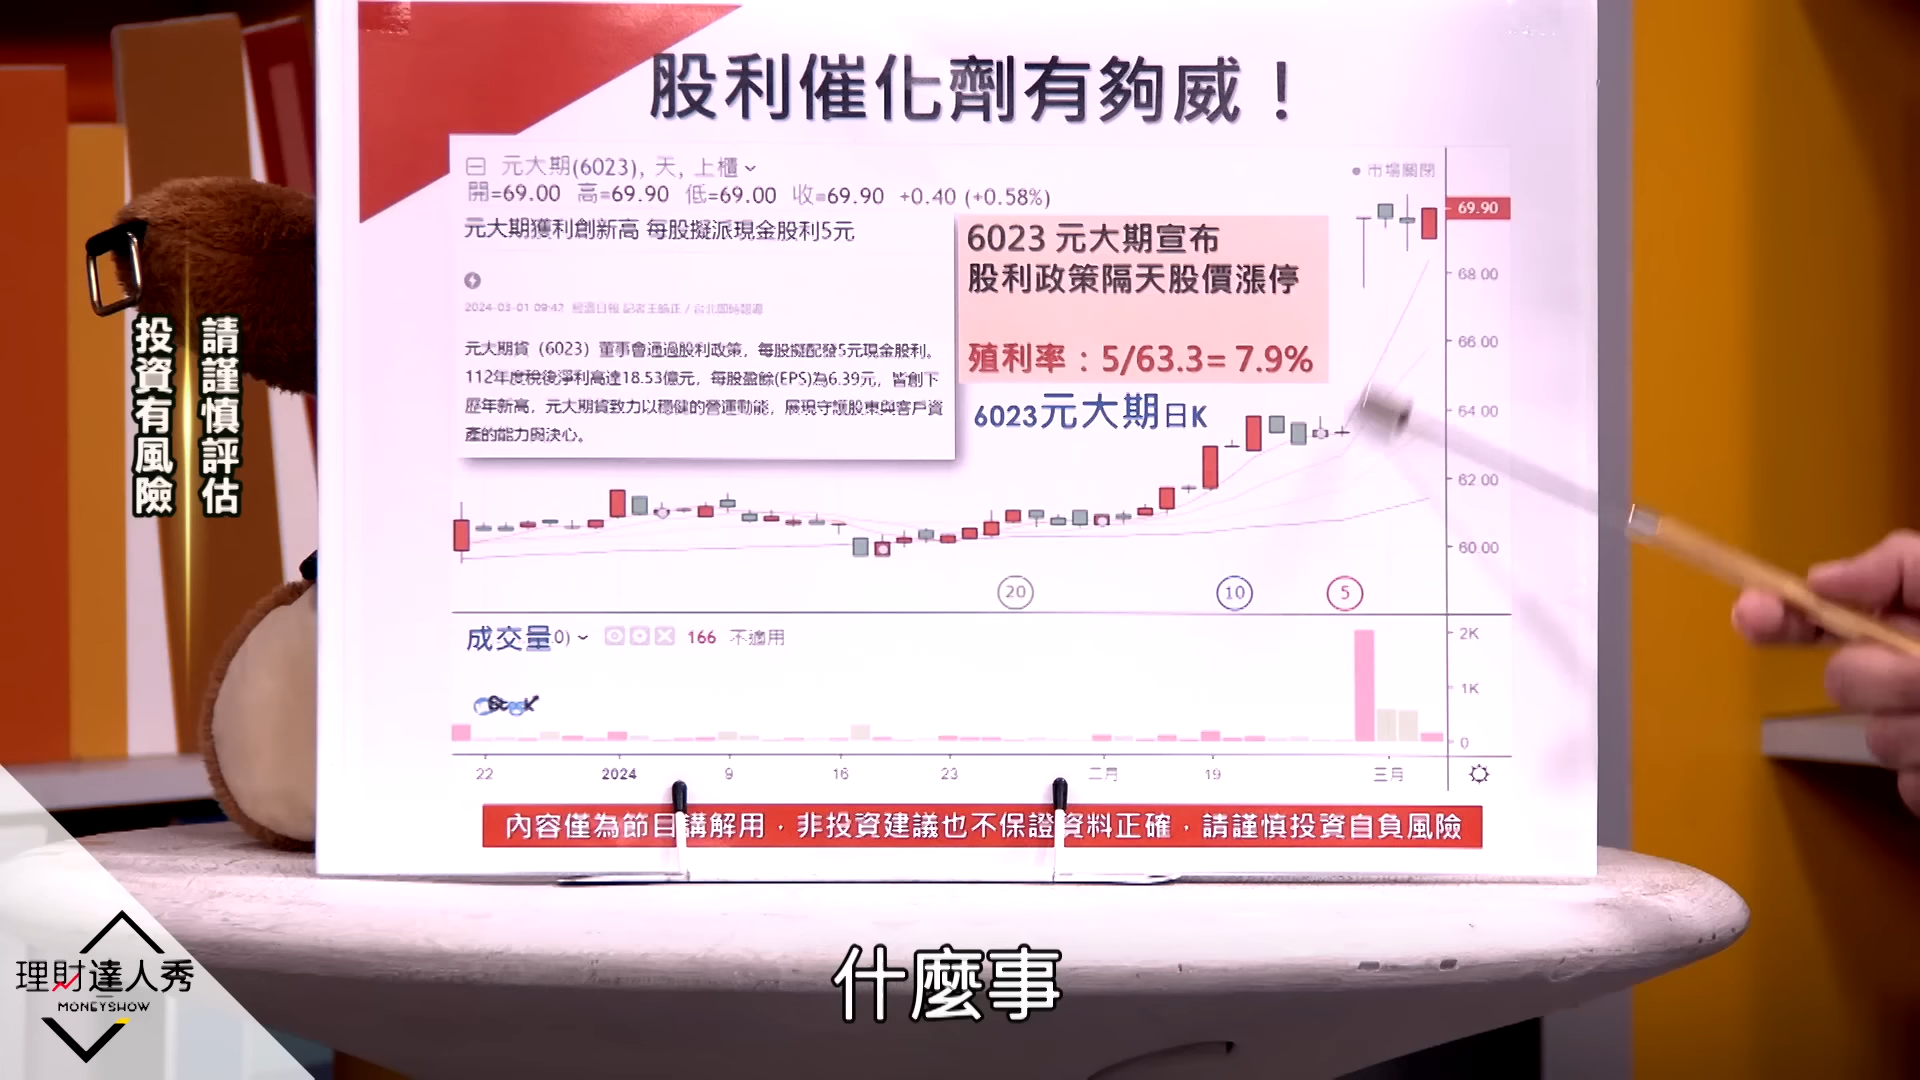 股利催化劑有夠威！
元大期(6023), 天, 上櫃
市場關閉
開=69.00 高=69.90 低=69.00 收=69.90 +0.40 (+0.58%)
69.90
元大期獲利創新高 每股擬派現金股利5元
6023 元大期宣布
股利政策隔天股價漲停
68.00
2024-03-01 09:42
元大期貨（6023）董事會通過股利政策，每股擬配發5元現金股利。
112年度稅後淨利高達18.53億元，每股盈餘(EPS)為6.39元，皆創下
歷年新高，元大期貨致力以穩健的營運動能，展現守護股東與客戶資
產的能力與決心。
66.00
殖利率：5/63.3= 7.9%
6023元大期日K
64.00
62.00
60.00
20
10
5
成交量
166 不適用
2K
1K
0
22
2024
9
16
23
二月
19
三月
內容僅為節目講解用，非投資建議也不保證資料正確，請謹慎投資自負風險
請謹慎評估
投資有風險
理財達人秀
MONEYSHOW
什麼事